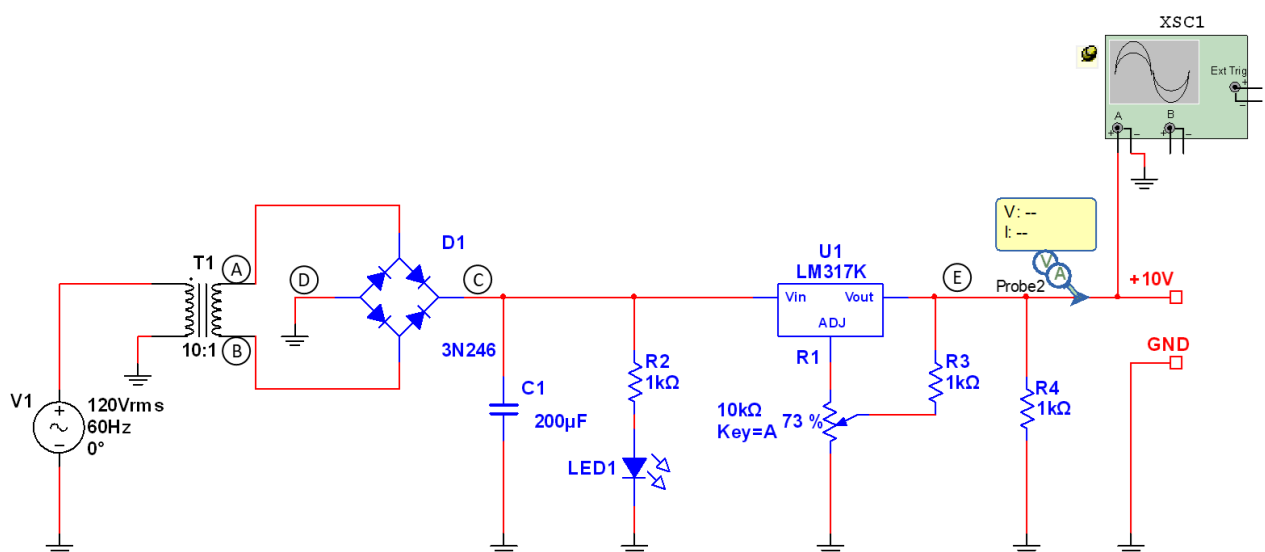 XSC1
Ext Trig
+
−
A
B
+ −
+ −
V: --
I: --
V
A
Probe2
+10V
GND
U1
LM317K
Vin Vout
ADJ
E
D1
3N246
C
D
T1
A
B
10:1
V1
+
−
120Vrms
60Hz
0°
C1
200µF
R2
1kΩ
LED1
R1
10kΩ
Key=A
73 %
R3
1kΩ
R4
1kΩ